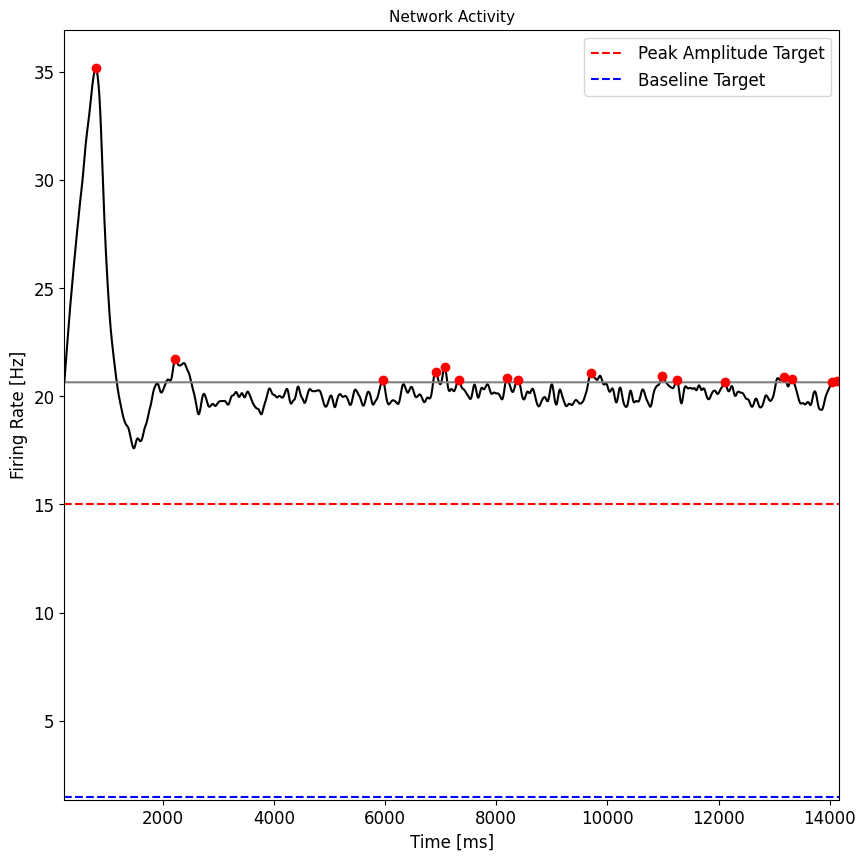 Network Activity
Peak Amplitude Target
Baseline Target
Firing Rate [Hz]
35
30
25
20
15
10
5
2000 4000 6000 8000 10000 12000 14000
Time [ms]